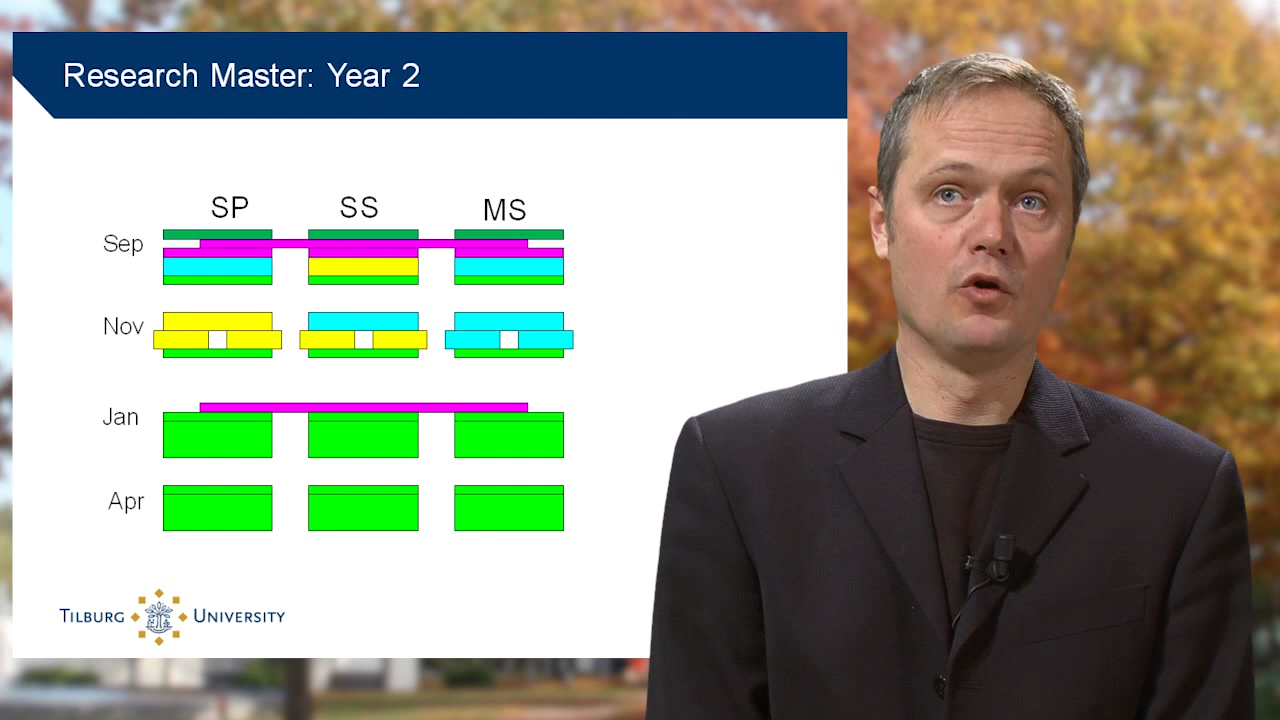 Research Master: Year 2
SP SS MS
Sep
Nov
Jan
Apr
TILBURG UNIVERSITY